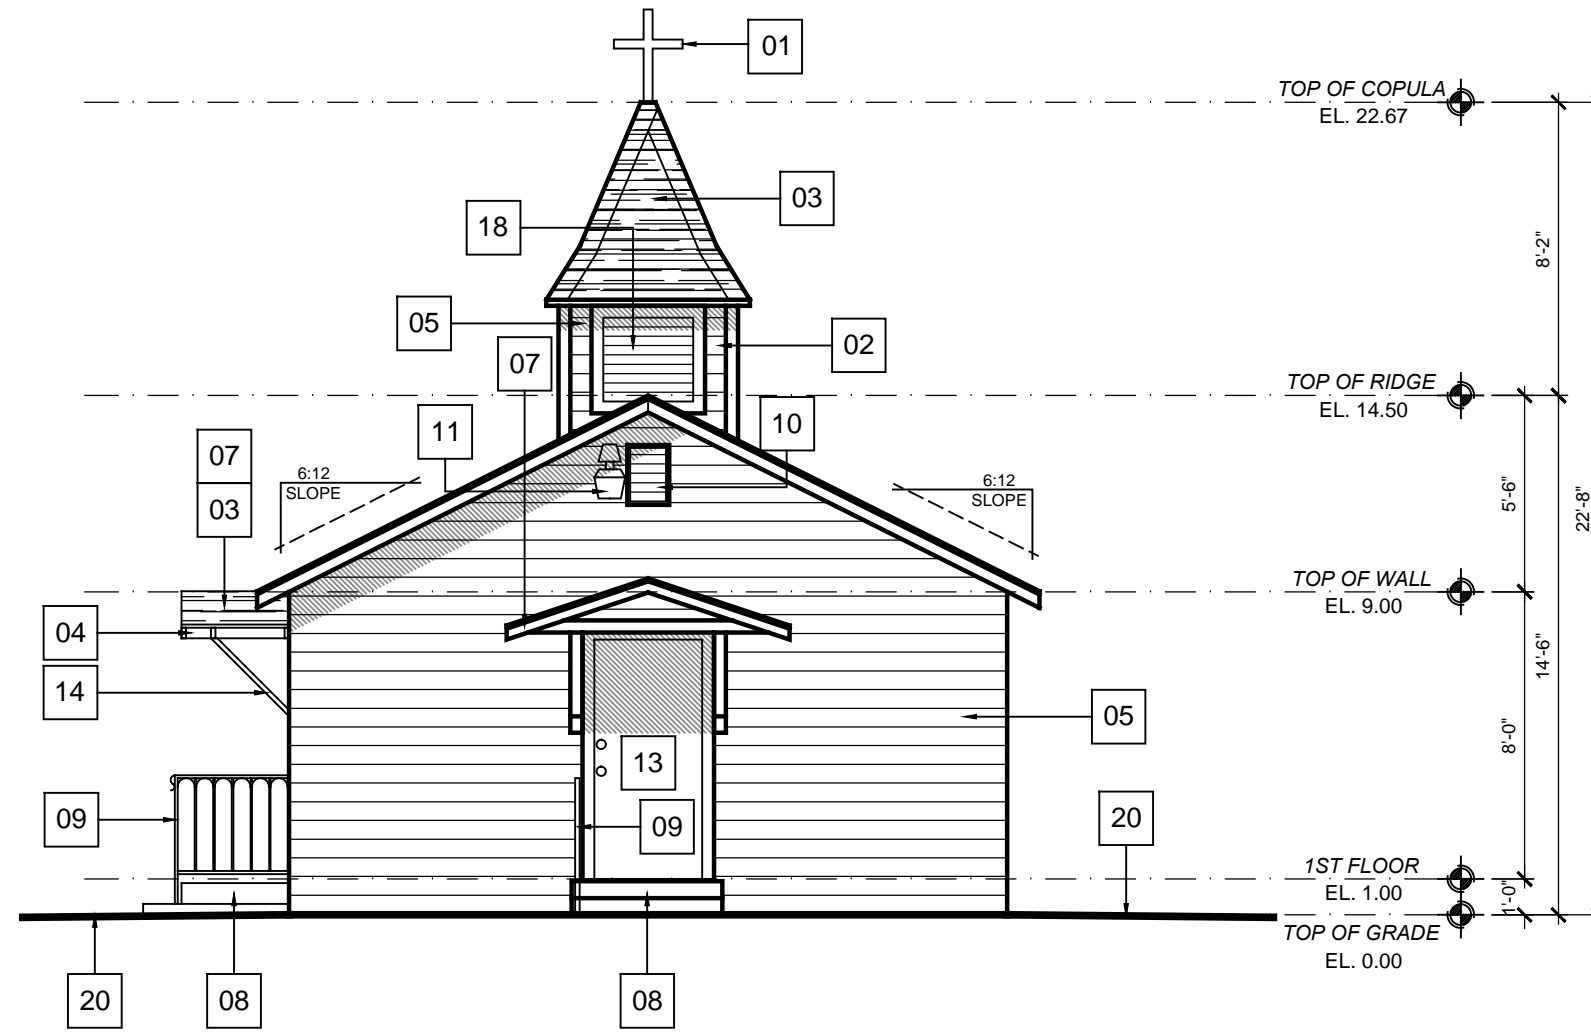 01
TOP OF COPULA
EL. 22.67
03
18
8'-2"
05
02
07
TOP OF RIDGE
EL. 14.50
11
10
07
03
6:12
SLOPE
6:12
SLOPE
5'-6"
22'-8"
TOP OF WALL
EL. 9.00
04
14
14'-6"
05
8'-0"
13
09
09
20
1ST FLOOR
EL. 1.00
1'-0"
TOP OF GRADE
EL. 0.00
20
08
08